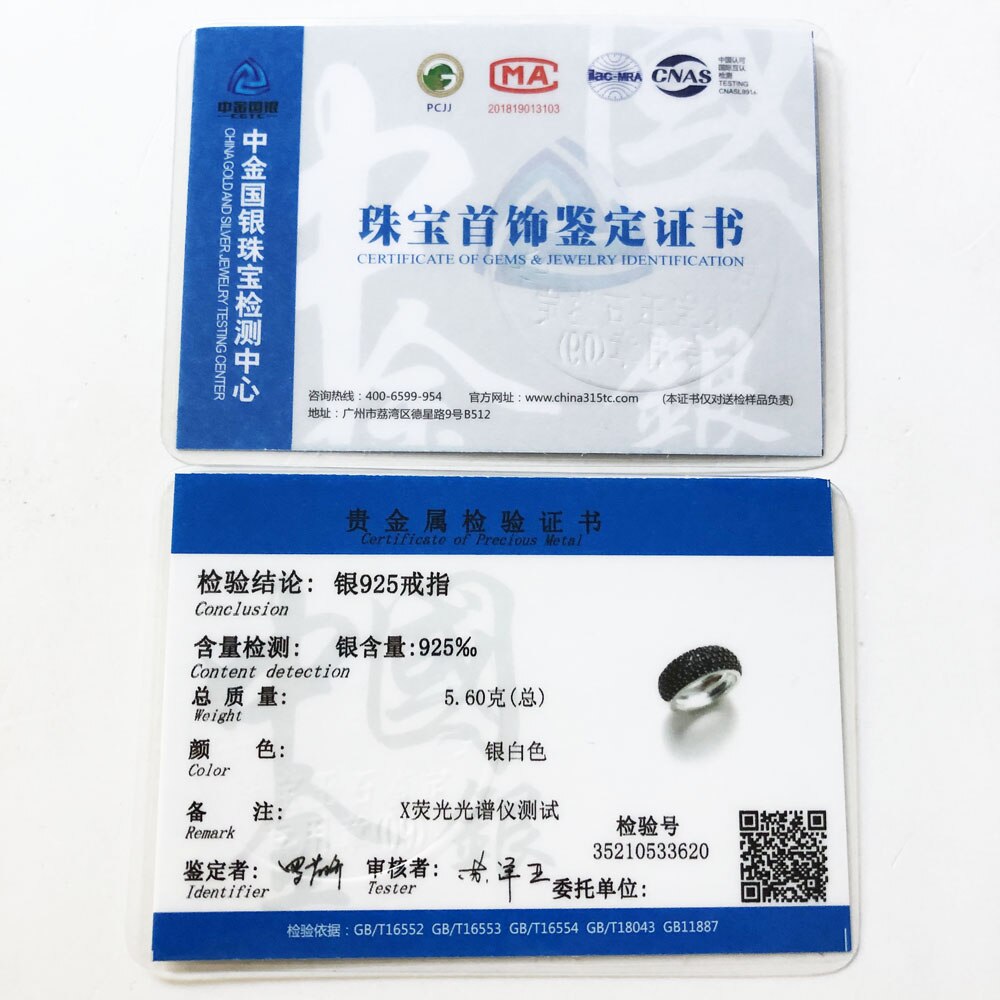 中金国银
CGTC
中金国银珠宝检测中心
CHINA GOLD AND SILVER JEWELRY TESTING CENTER
PCJJ
MA
201819013103
ilac-MRA
CNAS
中国认可
国际互认
检测
TESTING
珠宝首饰鉴定证书
CERTIFICATE OF GEMS & JEWELRY IDENTIFICATION
咨询热线：400-6599-954 官方网址：www.china315tc.com (本证书仅对送检样品负责)
地址：广州市荔湾区德星路9号B512
贵金属检验证书
Certificate of Precious Metal
检验结论: 银925戒指
Conclusion
含量检测: 银含量:925‰
Content detection
总质量: 5.60克(总)
Weight
颜色: 银白色
Color
备注: X荧光光谱仪测试
Remark
检验号
35210533620
鉴定者: 审核者: 委托单位:
Identifier Tester
检验依据：GB/T16552 GB/T16553 GB/T16554 GB/T18043 GB11887